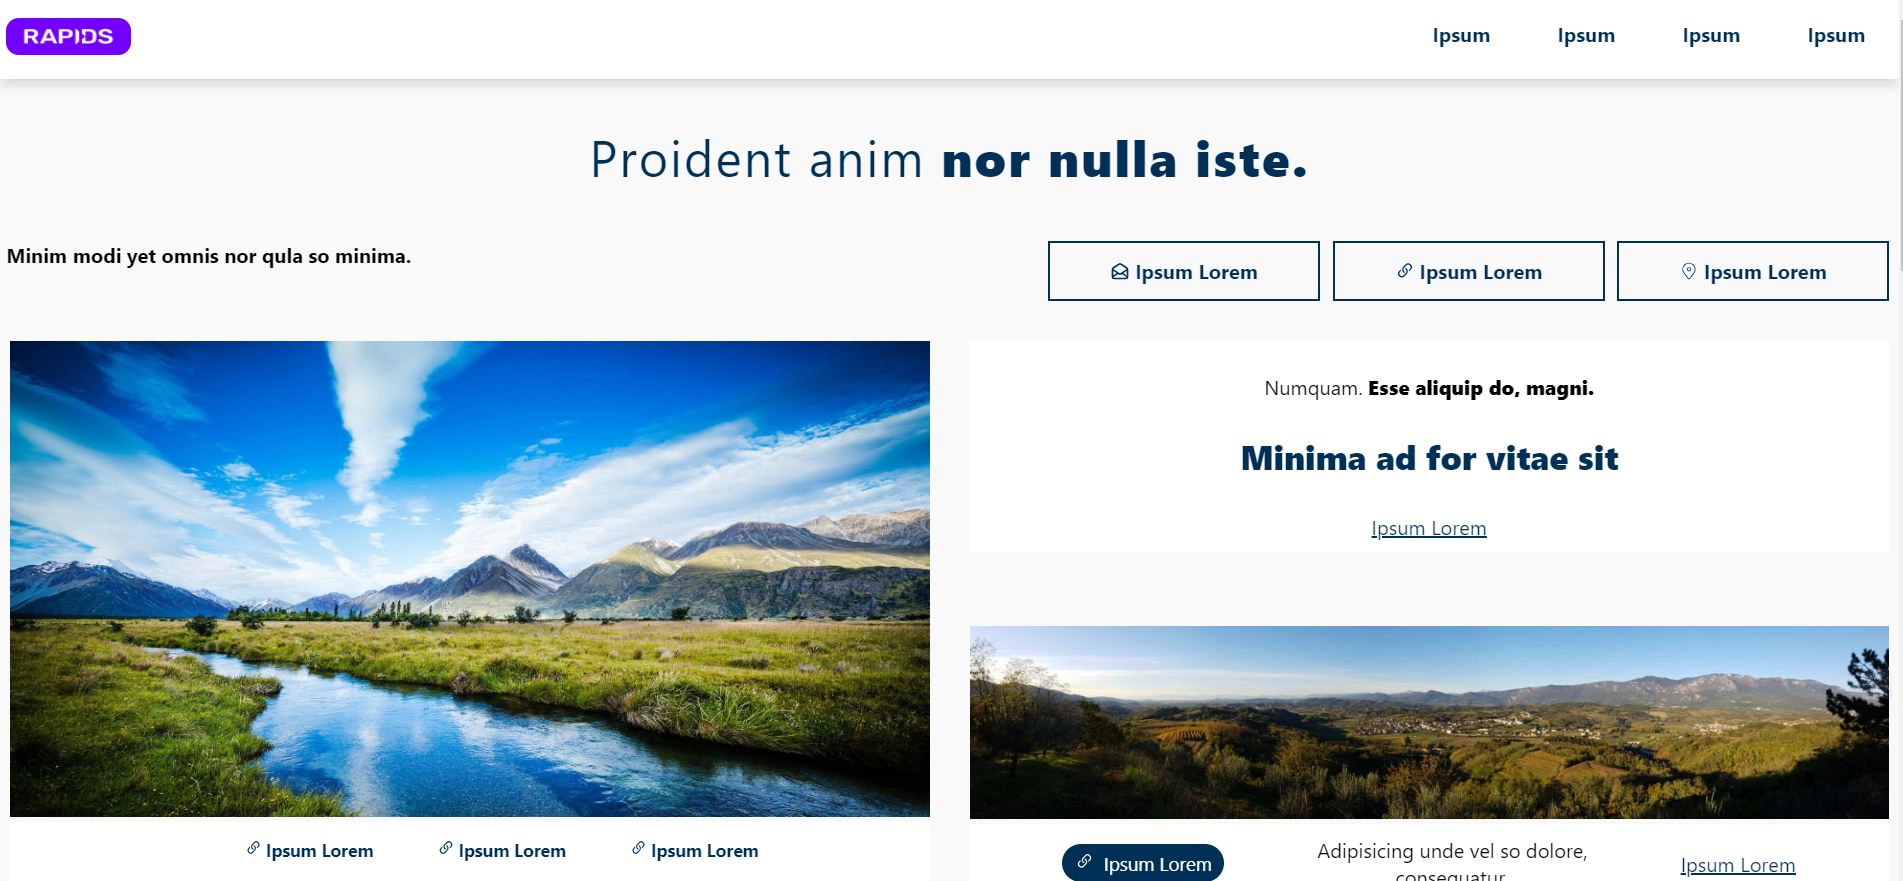 RAPIDS
Ipsum Ipsum Ipsum Ipsum
Proident anim nor nulla iste.
Minim modi yet omnis nor qula so minima.
Ipsum Lorem Ipsum Lorem Ipsum Lorem
Numquam. Esse aliquip do, magni.
Minima ad for vitae sit
Ipsum Lorem
Ipsum Lorem Ipsum Lorem Ipsum Lorem
Ipsum Lorem
Adipisicing unde vel so dolore,
consequatur
Ipsum Lorem